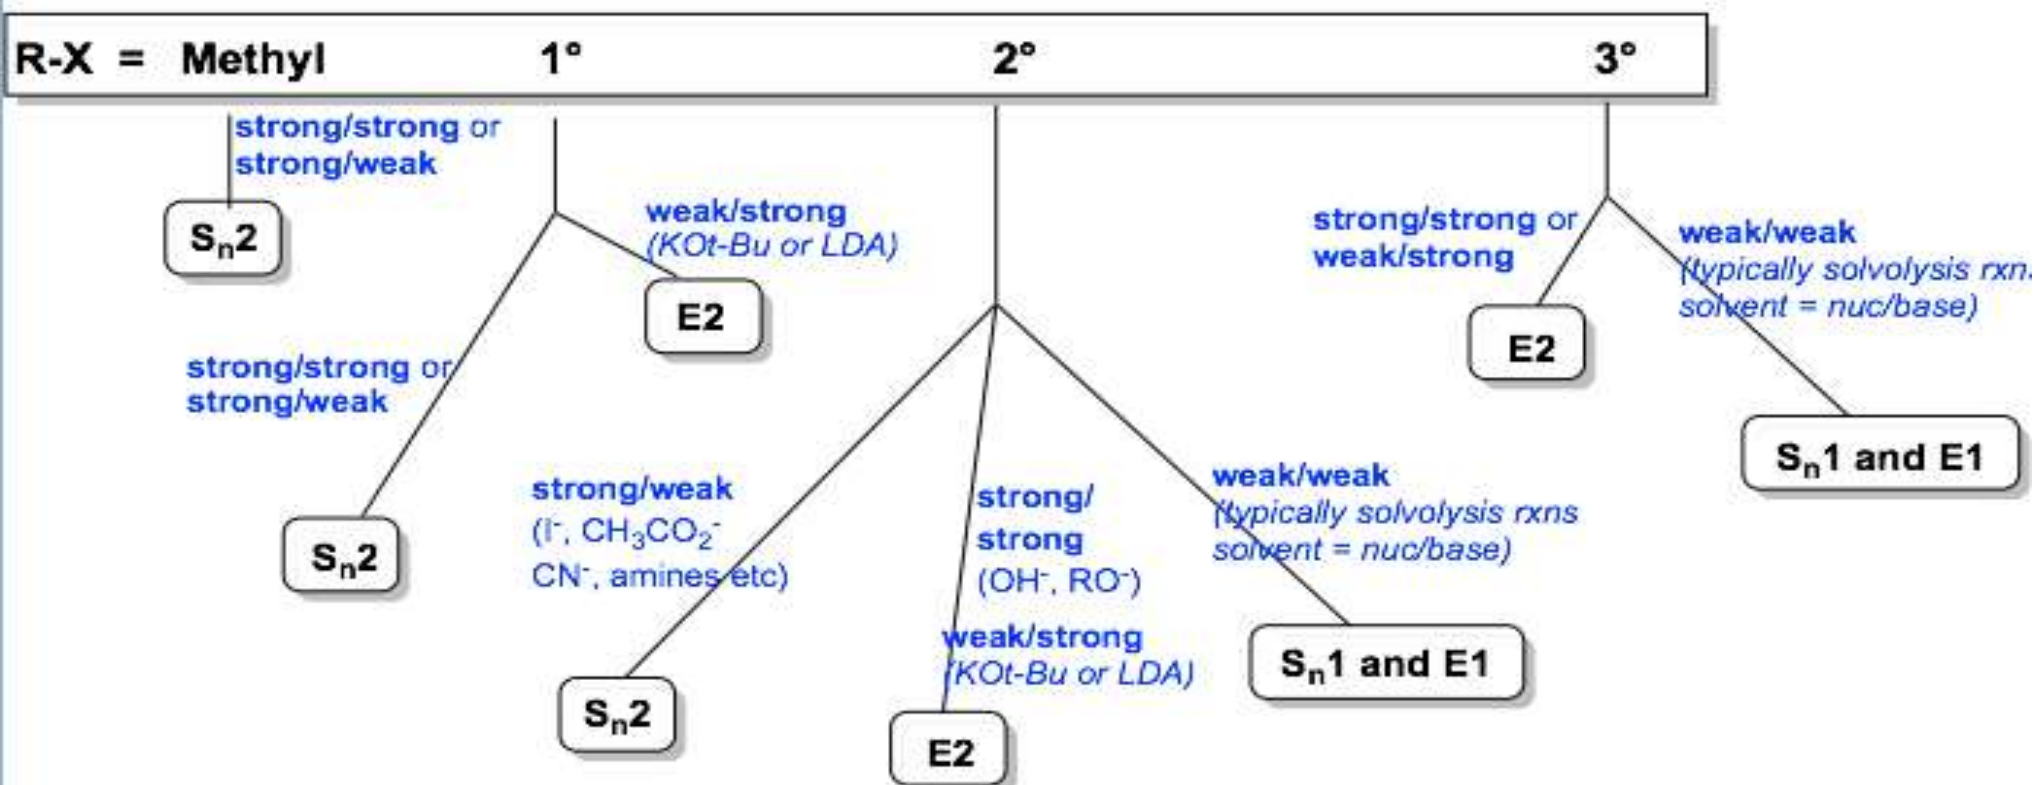 R-X = Methyl 1° 2° 3°
strong/strong or
strong/weak
Sn2
weak/strong
(KOt-Bu or LDA)
E2
strong/strong or
strong/weak
Sn2
strong/weak
(I-, CH3CO2-
CN-, amines etc)
Sn2
strong/
strong
(OH-, RO-)
weak/strong
(KOt-Bu or LDA)
E2
weak/weak
(typically solvolysis rxns
solvent = nuc/base)
Sn1 and E1
strong/strong or
weak/strong
E2
weak/weak
(typically solvolysis rxn
solvent = nuc/base)
Sn1 and E1